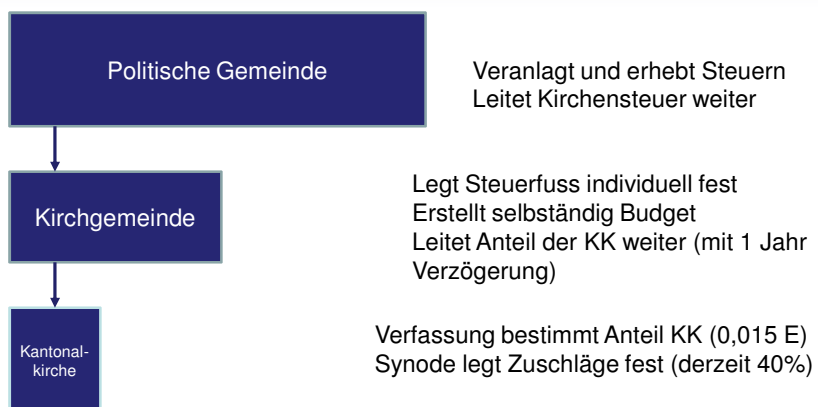 Politische Gemeinde
Veranlagt und erhebt Steuern
Leitet Kirchensteuer weiter
Kirchgemeinde
Legt Steuerfuss individuell fest
Erstellt selbständig Budget
Leitet Anteil der KK weiter (mit 1 Jahr
Verzögerung)
Kantonal-
kirche
Verfassung bestimmt Anteil KK (0,015 E)
Synode legt Zuschläge fest (derzeit 40%)